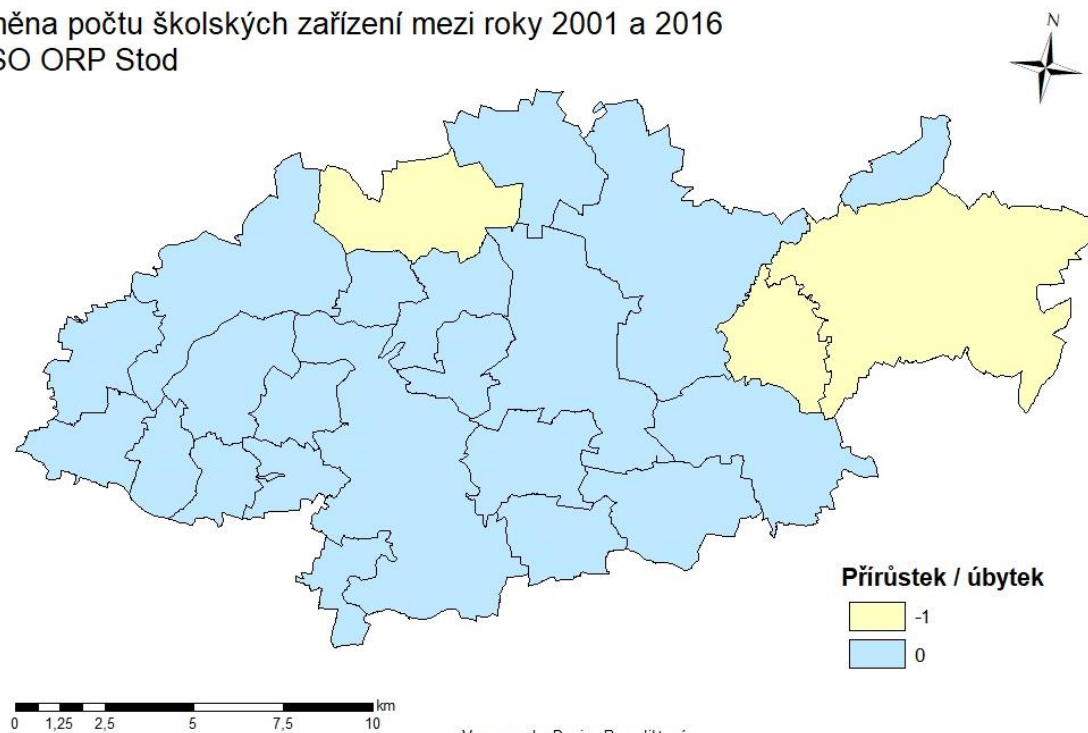 měna počtu školských zařízení mezi roky 2001 a 2016
SO ORP Stod
N
Přírůstek / úbytek
-1
0
km
0 1,25 2,5 5 7,5 10